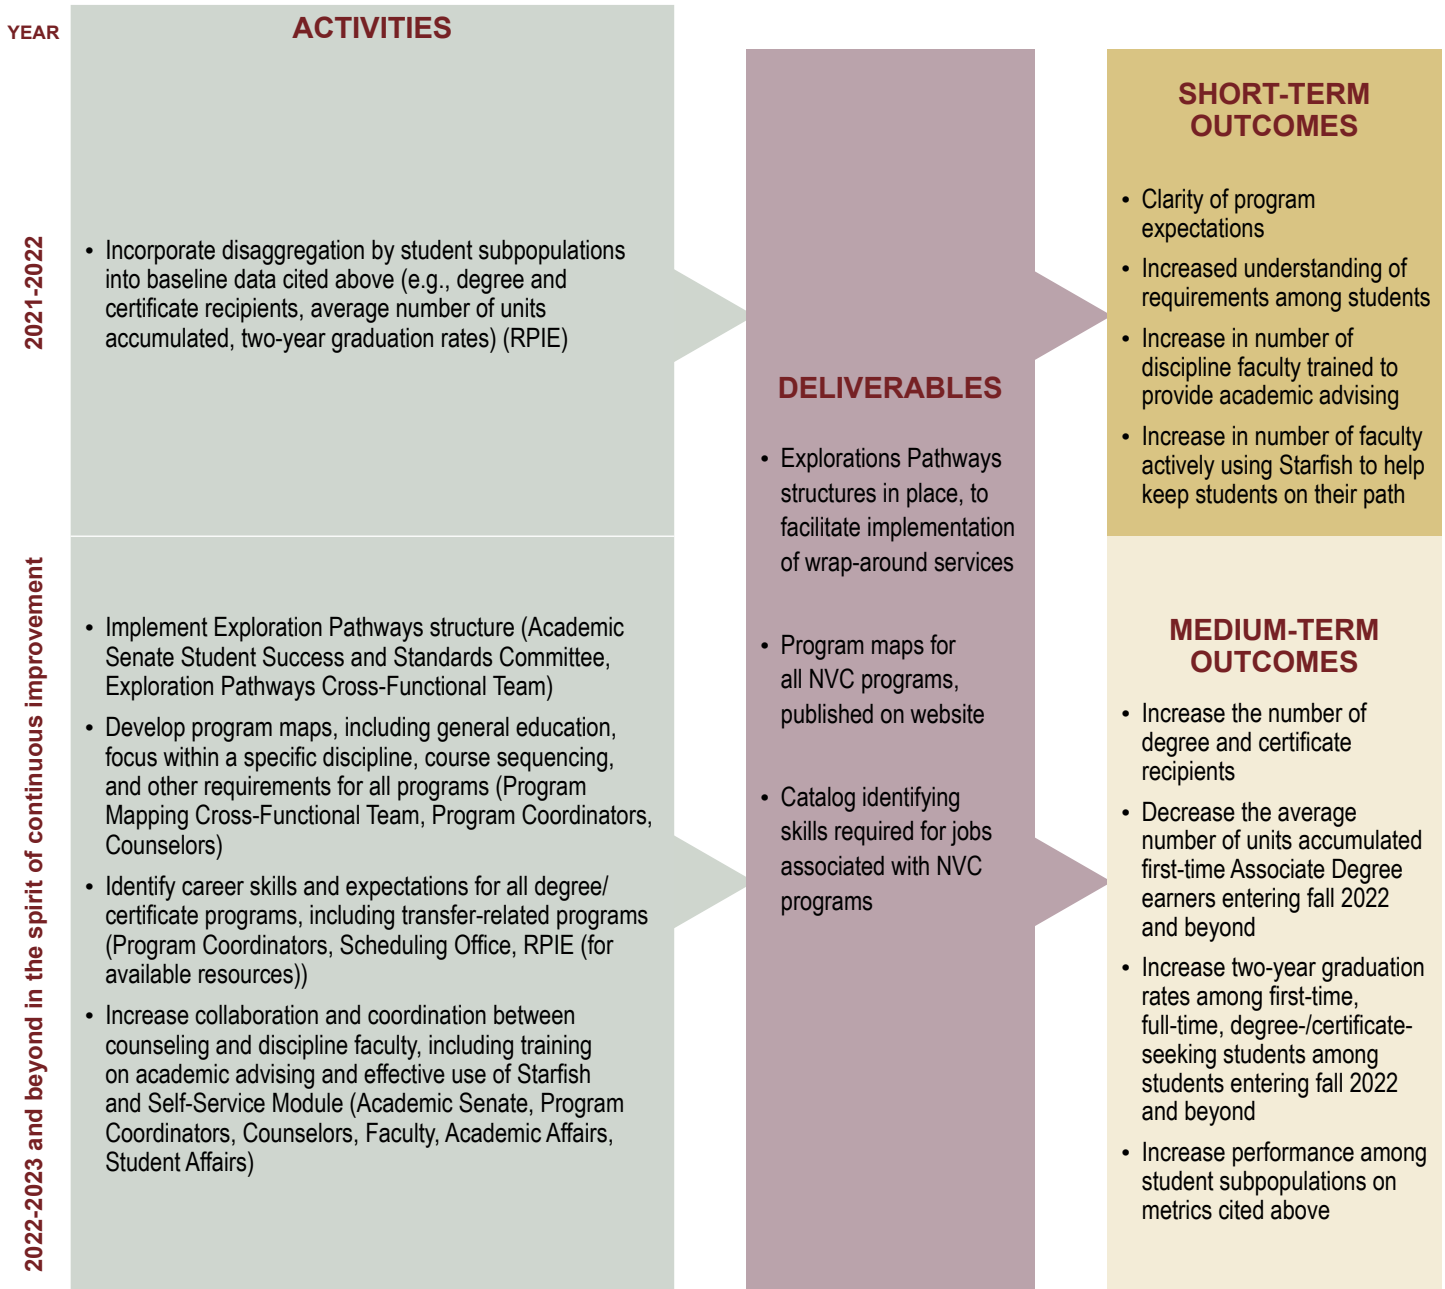 YEAR
ACTIVITIES
2021-2022
• Incorporate disaggregation by student subpopulations
into baseline data cited above (e.g., degree and
certificate recipients, average number of units
accumulated, two-year graduation rates) (RPIE)
2022-2023 and beyond in the spirit of continuous improvement
• Implement Exploration Pathways structure (Academic
Senate Student Success and Standards Committee,
Exploration Pathways Cross-Functional Team)
• Develop program maps, including general education,
focus within a specific discipline, course sequencing,
and other requirements for all programs (Program
Mapping Cross-Functional Team, Program Coordinators,
Counselors)
• Identify career skills and expectations for all degree/
certificate programs, including transfer-related programs
(Program Coordinators, Scheduling Office, RPIE (for
available resources))
• Increase collaboration and coordination between
counseling and discipline faculty, including training
on academic advising and effective use of Starfish
and Self-Service Module (Academic Senate, Program
Coordinators, Counselors, Faculty, Academic Affairs,
Student Affairs)
DELIVERABLES
• Explorations Pathways
structures in place, to
facilitate implementation
of wrap-around services
• Program maps for
all NVC programs,
published on website
• Catalog identifying
skills required for jobs
associated with NVC
programs
SHORT-TERM
OUTCOMES
• Clarity of program
expectations
• Increased understanding of
requirements among students
• Increase in number of
discipline faculty trained to
provide academic advising
• Increase in number of faculty
actively using Starfish to help
keep students on their path
MEDIUM-TERM
OUTCOMES
• Increase the number of
degree and certificate
recipients
• Decrease the average
number of units accumulated
first-time Associate Degree
earners entering fall 2022
and beyond
• Increase two-year graduation
rates among first-time,
full-time, degree-/certificate-
seeking students among
students entering fall 2022
and beyond
• Increase performance among
student subpopulations on
metrics cited above